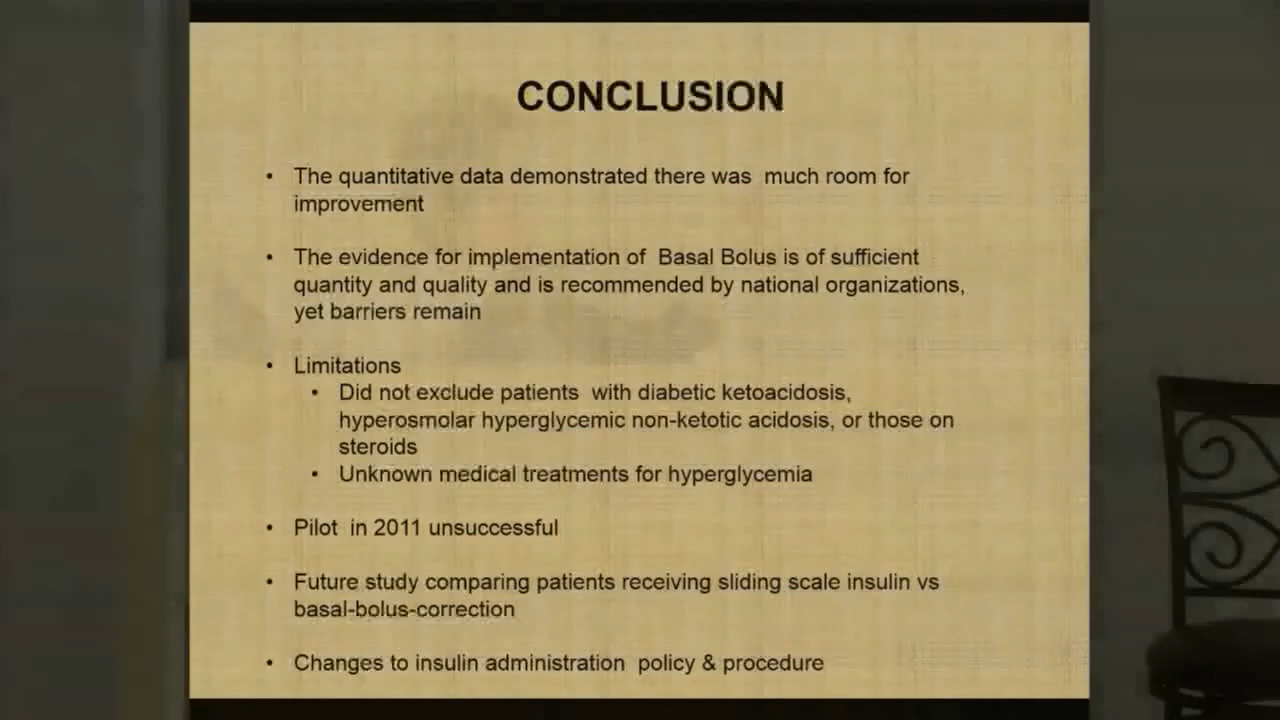 CONCLUSION
• The quantitative data demonstrated there was much room for
improvement
• The evidence for implementation of Basal Bolus is of sufficient
quantity and quality and is recommended by national organizations,
yet barriers remain
• Limitations
• Did not exclude patients with diabetic ketoacidosis,
hyperosmolar hyperglycemic non-ketotic acidosis, or those on
steroids
• Unknown medical treatments for hyperglycemia
• Pilot in 2011 unsuccessful
• Future study comparing patients receiving sliding scale insulin vs
basal-bolus-correction
• Changes to insulin administration policy & procedure